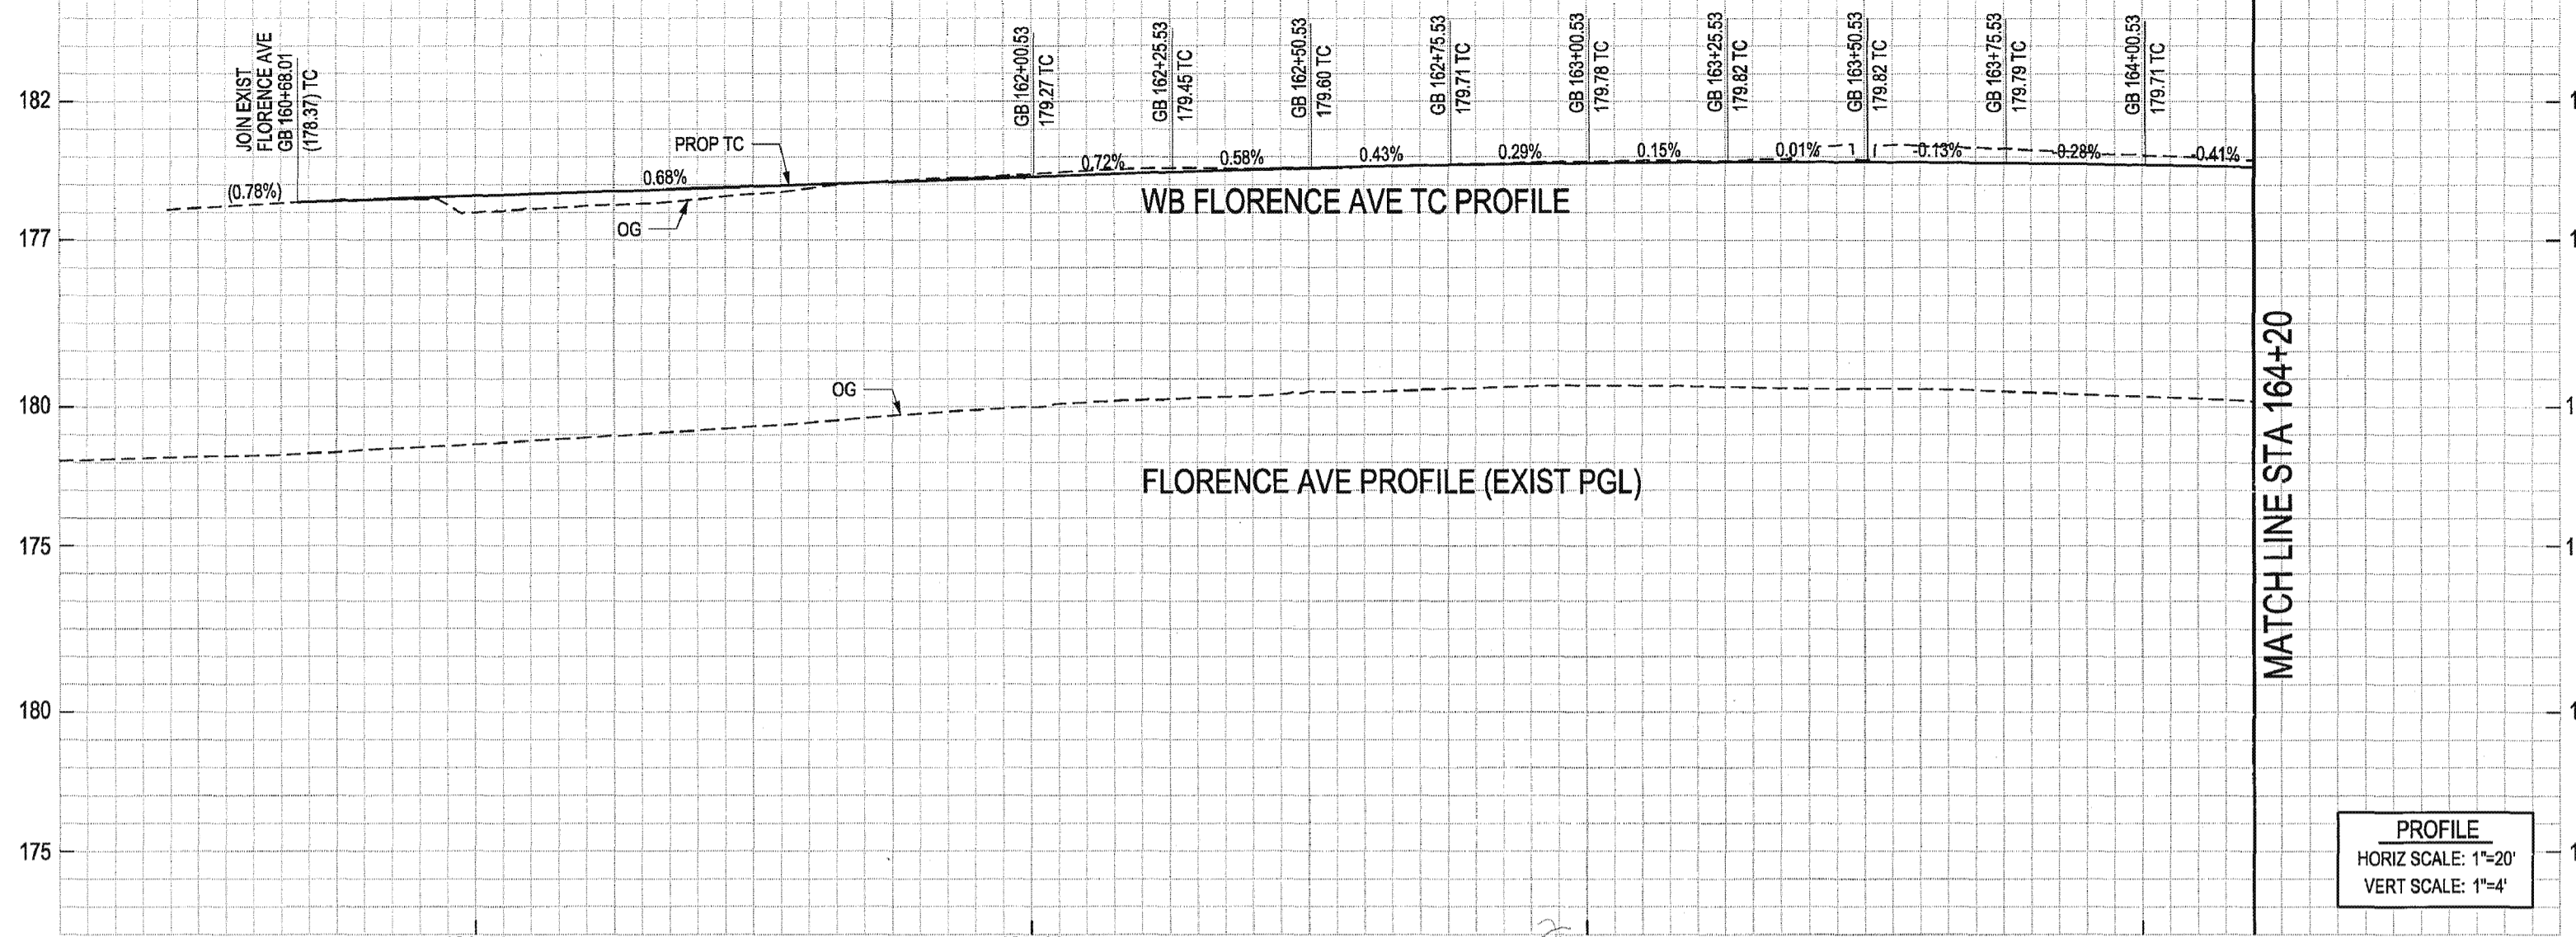 JOIN EXIST
FLORENCE AVE
GB 160+68.01
(178.37) TC
GB 162+00.53
179.27 TC
GB 162+25.53
179.45 TC
GB 162+50.53
179.60 TC
GB 162+75.53
179.71 TC
GB 163+00.53
179.78 TC
GB 163+25.53
179.82 TC
GB 163+50.53
179.82 TC
GB 163+75.53
179.79 TC
GB 164+00.53
179.71 TC
182
PROP TC
(0.78%)
0.68%
0.72%
0.58%
0.43%
0.29%
0.15%
0.01%
-0.13%
-0.28%
-0.41%
WB FLORENCE AVE TC PROFILE
OG
177
MATCH LINE STA 164+20
OG
180
FLORENCE AVE PROFILE (EXIST PGL)
175
180
175
PROFILE
HORIZ SCALE: 1"=20'
VERT SCALE: 1"=4'